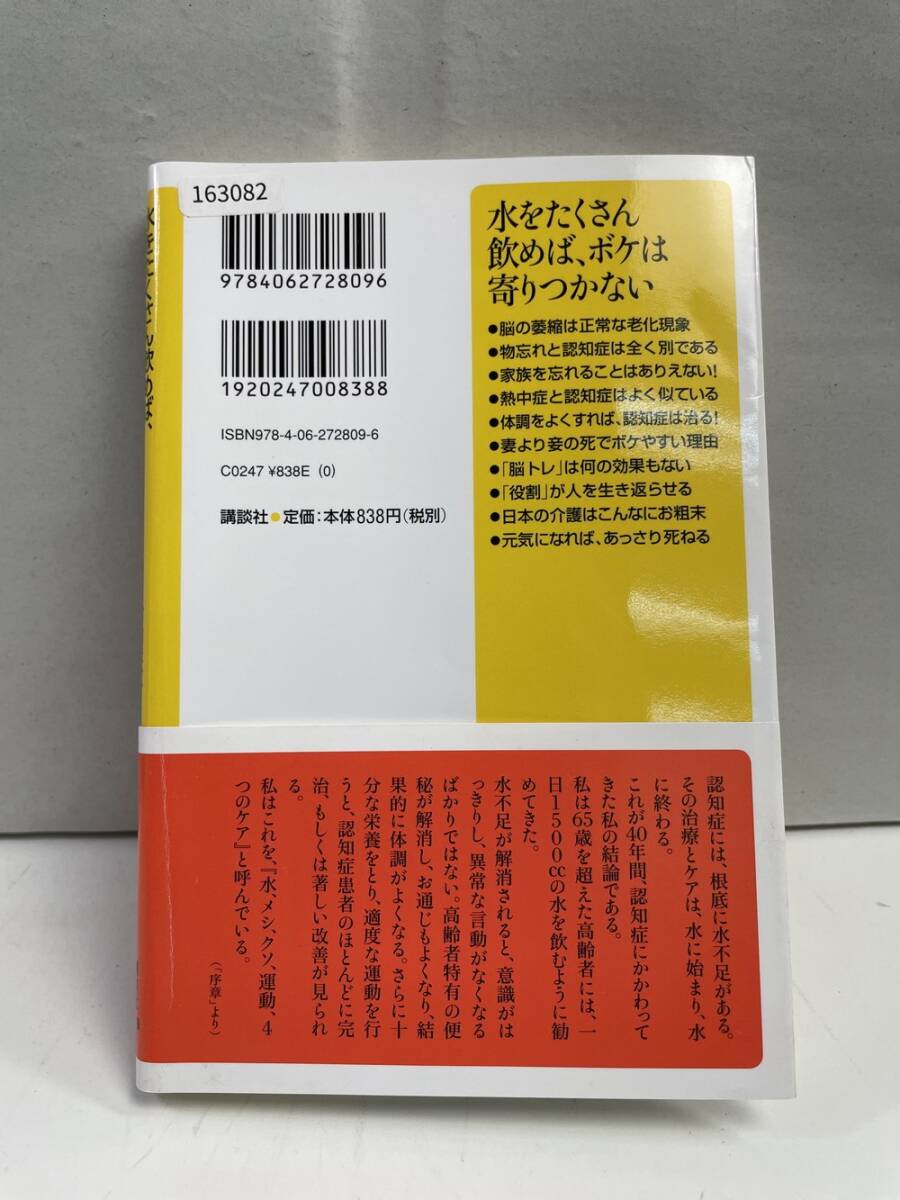 163082
9784062728096
1920247008388
ISBN978-4-06-272809-6
C0247 ¥838E (0)
講談社●定価:本体838円(税別)
水をたくさん
飲めば、ボケは
寄りつかない
●脳の萎縮は正常な老化現象
●物忘れと認知症は全く別である
●家族を忘れることはありえない!
●熱中症と認知症はよく似ている
●体調をよくすれば、認知症は治る!
●妻より妾の死でボケやすい理由
●「脳トレ」は何の効果もない
●「役割」が人を生き返らせる
●日本の介護はこんなにお粗末
●元気になれば、あっさり死ねる
認知症には、根底に水不足がある。
その治療とケアは、水に始まり、水
に終わる。
これが40年間、認知症にかかわって
きた私の結論である。
私は65歳を超えた高齢者には、一
日1500ccの水を飲むように勧
めてきた。
水不足が解消されると、意識がは
っきりし、異常な言動がなくなる
ばかりではない。高齢者特有の便
秘が解消し、お通じもよくなり、結
果的に体調がよくなる。さらに十
分な栄養をとり、適度な運動を行
うと、認知症患者のほとんどに完
治、もしくは著しい改善が見られ
る。
私はこれを、『水、メシ、クソ、運動、4
つのケア』と呼んでいる。
(「序章」より)
水をたくさん飲めば、